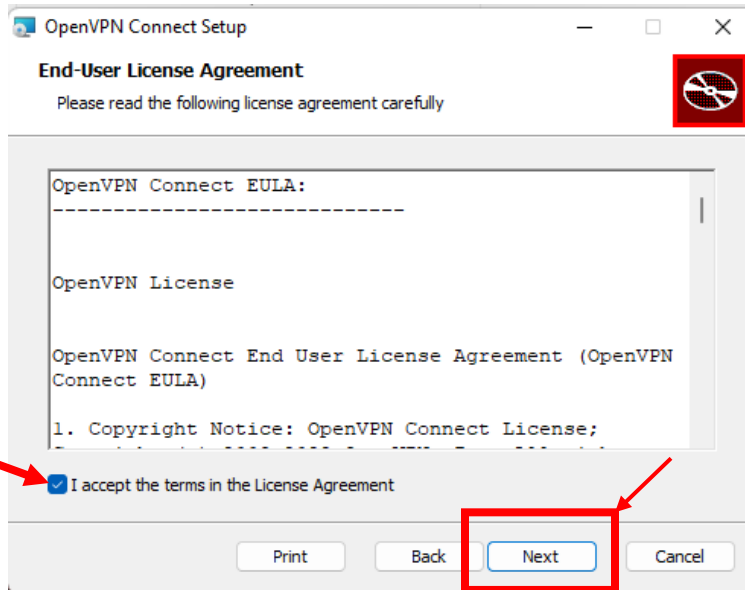 OpenVPN Connect Setup
End-User License Agreement
Please read the following license agreement carefully
OpenVPN Connect EULA:
-----------------------------
OpenVPN License
OpenVPN Connect End User License Agreement (OpenVPN
Connect EULA)
1. Copyright Notice: OpenVPN Connect License;
I accept the terms in the License Agreement
Print
Back
Next
Cancel